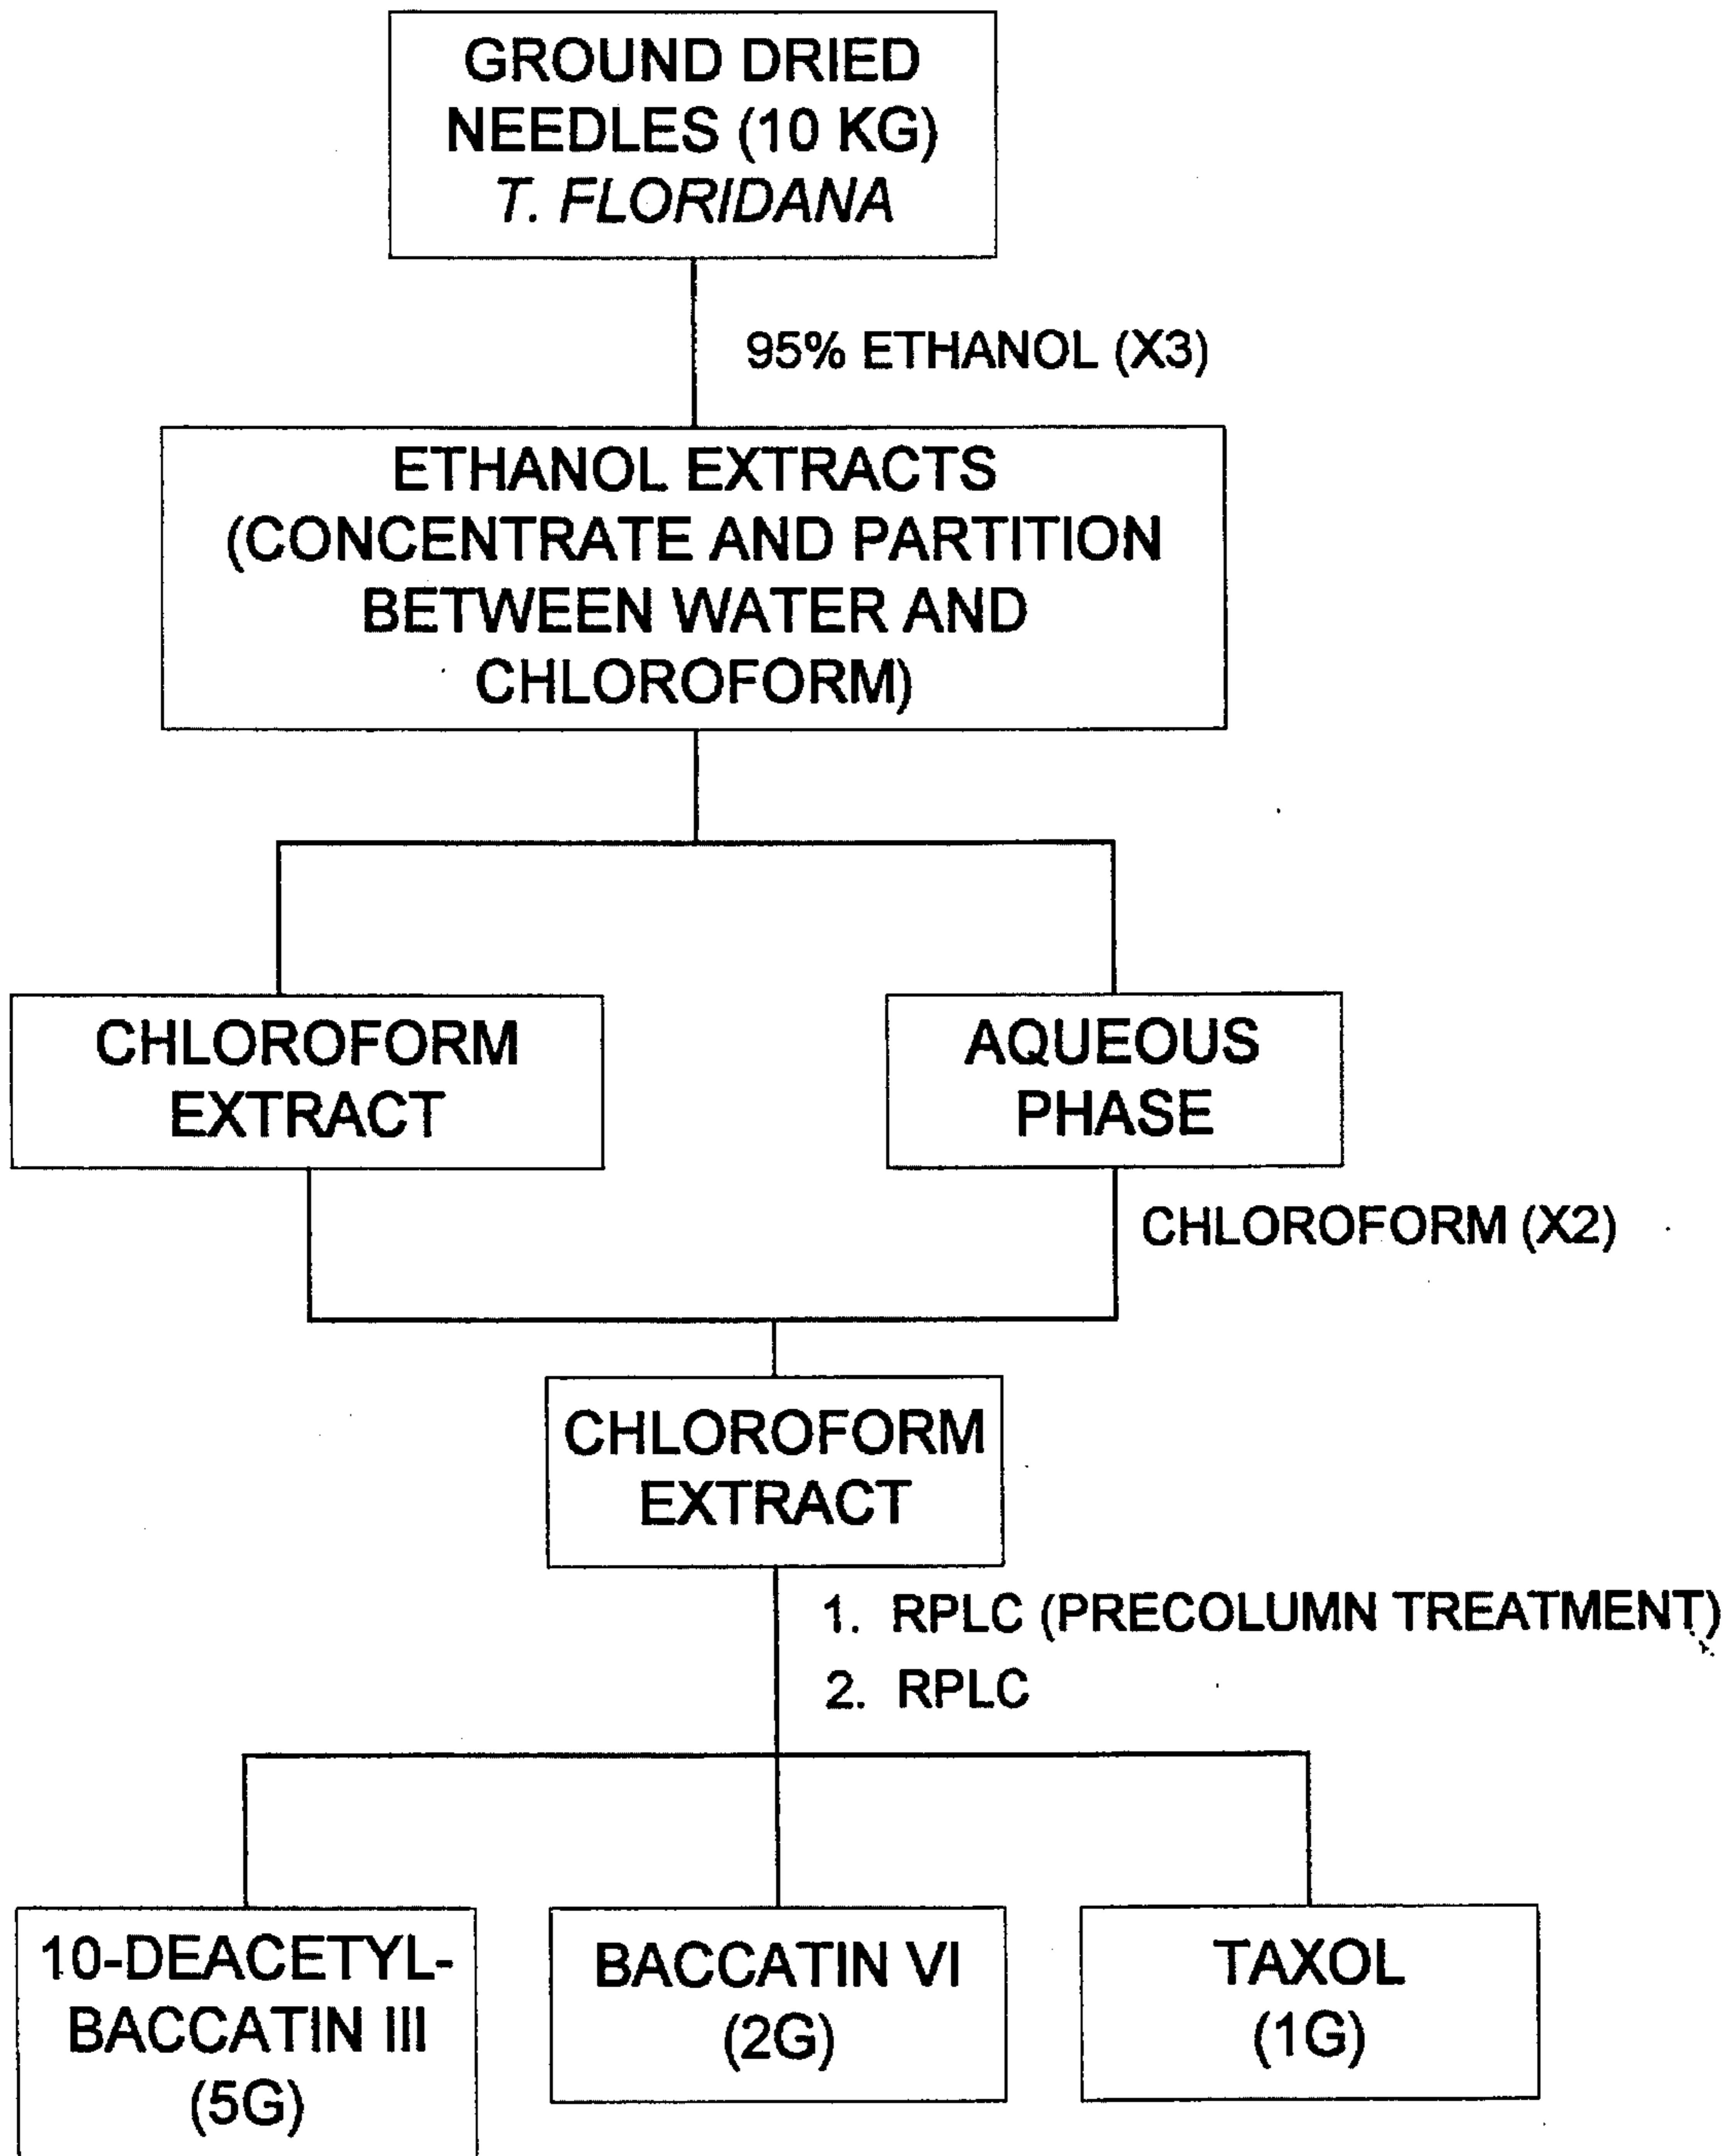 GROUND DRIED
NEEDLES (10 KG)
T. FLORIDANA
95% ETHANOL (X3)
ETHANOL EXTRACTS
(CONCENTRATE AND PARTITION
BETWEEN WATER AND
CHLOROFORM)
CHLOROFORM
EXTRACT
AQUEOUS
PHASE
CHLOROFORM (X2)
CHLOROFORM
EXTRACT
1. RPLC (PRECOLUMN TREATMENT)
2. RPLC
10-DEACETYL-
BACCATIN III
(5G)
BACCATIN VI
(2G)
TAXOL
(1G)